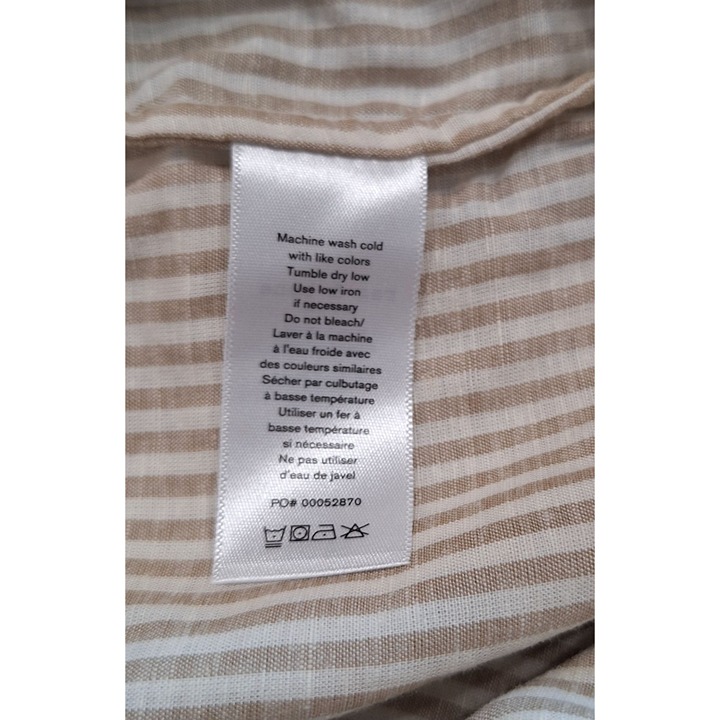 Machine wash cold
with like colors
Tumble dry low
Use low iron
if necessary
Do not bleach/
Laver à la machine
à l'eau froide avec
des couleurs similaires
Sécher par culbutage
à basse température
Utiliser un fer à
basse température
si nécessaire
Ne pas utiliser
d'eau de javel
PO# 00052870